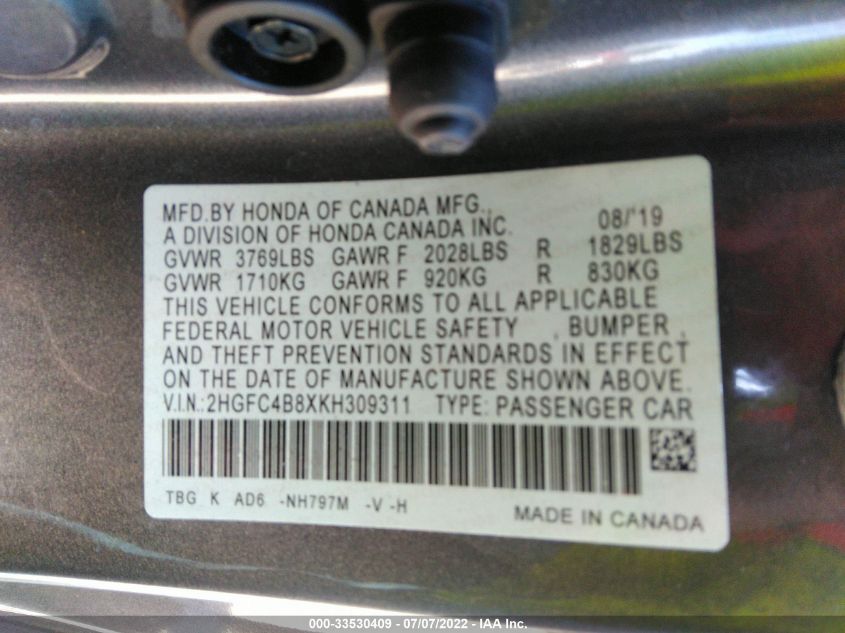 MFD.BY HONDA OF CANADA MFG., 08/'19
A DIVISION OF HONDA CANADA INC.
GVWR 3769LBS GAWR F 2028LBS R 1829LBS
GVWR 1710KG GAWR F 920KG R 830KG
THIS VEHICLE CONFORMS TO ALL APPLICABLE
FEDERAL MOTOR VEHICLE SAFETY , BUMPER ,
AND THEFT PREVENTION STANDARDS IN EFFECT
ON THE DATE OF MANUFACTURE SHOWN ABOVE.
V.I.N.:2HGFC4B8XKH309311 TYPE: PASSENGER CAR
TBG K AD6 -NH797M -V -H
MADE IN CANADA
000-33530409 - 07/07/2022 - IAA Inc.